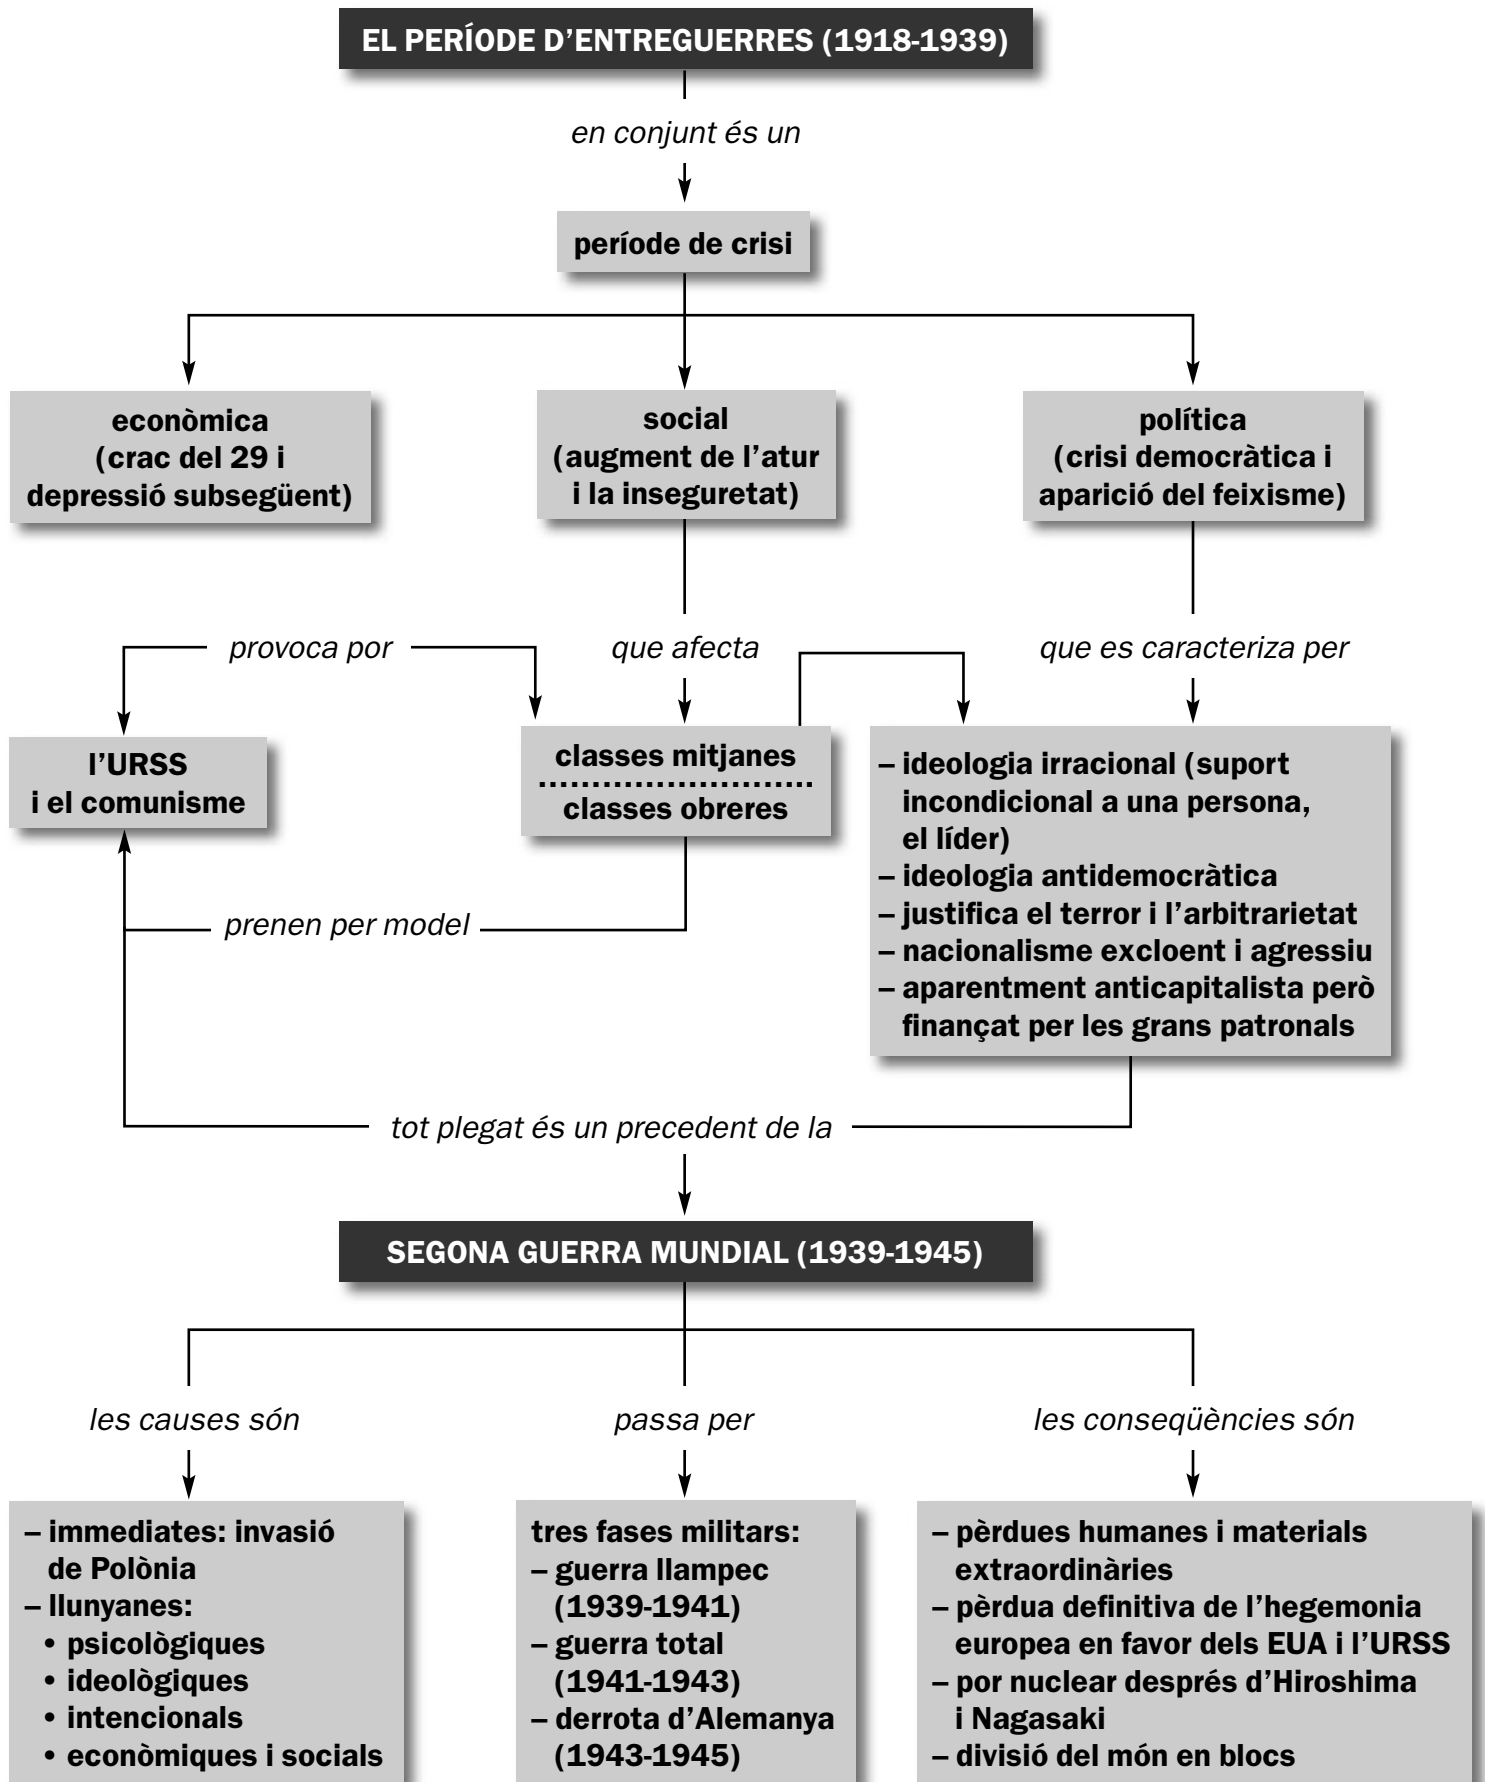 EL PERÍODE D’ENTREGUERRES (1918-1939)
en conjunt és un
període de crisi
econòmica
(crac del 29 i
depressió subsegüent)
social
(augment de l’atur
i la inseguretat)
política
(crisi democràtica i
aparició del feixisme)
provoca por
que afecta
que es caracteriza per
l’URSS
i el comunisme
classes mitjanes
classes obreres
– ideologia irracional (suport
incondicional a una persona,
el líder)
– ideologia antidemocràtica
– justifica el terror i l’arbitrarietat
– nacionalisme excloent i agressiu
– aparentment anticapitalista però
finançat per les grans patronals
prenen per model
tot plegat és un precedent de la
SEGONA GUERRA MUNDIAL (1939-1945)
les causes són
passa per
les conseqüències són
– immediates: invasió
de Polònia
– llunyanes:
• psicològiques
• ideològiques
• intencionals
• econòmiques i socials
tres fases militars:
– guerra llampec
(1939-1941)
– guerra total
(1941-1943)
– derrota d’Alemanya
(1943-1945)
– pèrdues humanes i materials
extraordinàries
– pèrdua definitiva de l’hegemonia
europea en favor dels EUA i l’URSS
– por nuclear després d’Hiroshima
i Nagasaki
– divisió del món en blocs